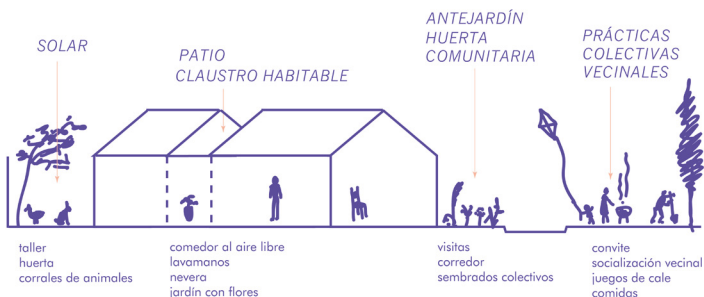 SOLAR
PATIO
CLAUSTRO HABITABLE
ANTEJARDÍN
HUERTA
COMUNITARIA
PRÁCTICAS
COLECTIVAS
VECINALES
taller
huerta
corrales de animales
comedor al aire libre
lavamanos
nevera
jardín con flores
visitas
corredor
sembrados colectivos
convite
socialización vecinal
juegos de cale
comidas